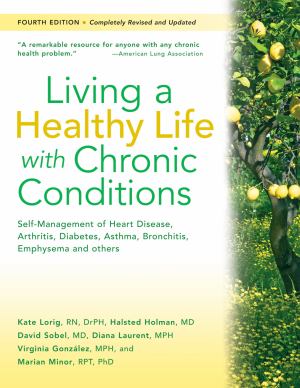 FOURTH EDITION • Completely Revised and Updated
"A remarkable resource for anyone with any chronic
health problem." —American Lung Association
Living a
Healthy Life
with Chronic
Conditions
Self-Management of Heart Disease,
Arthritis, Diabetes, Asthma, Bronchitis,
Emphysema and others
Kate Lorig, RN, DrPH, Halsted Holman, MD
David Sobel, MD, Diana Laurent, MPH
Virginia González, MPH, and
Marian Minor, RPT, PhD